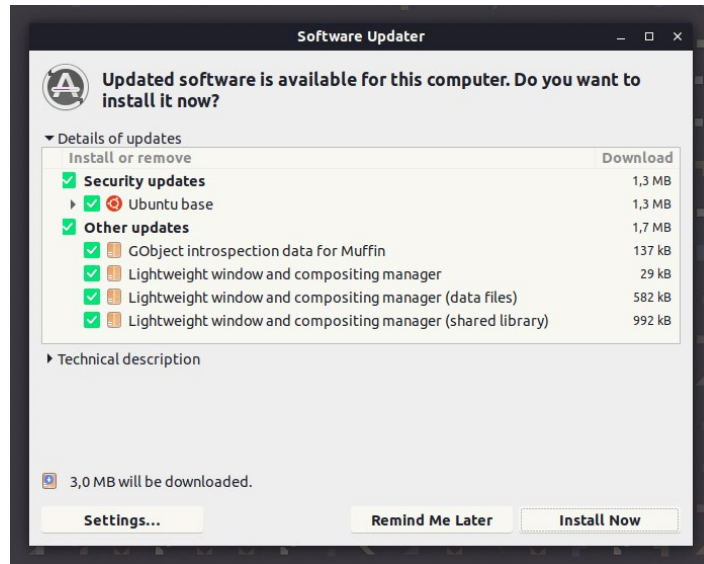 Software Updater
Updated software is available for this computer. Do you want to
install it now?
Details of updates
Install or remove Download
Security updates 1,3 MB
Ubuntu base 1,3 MB
Other updates 1,7 MB
GObject introspection data for Muffin 137 kB
Lightweight window and compositing manager 29 kB
Lightweight window and compositing manager (data files) 582 kB
Lightweight window and compositing manager (shared library) 992 kB
Technical description
3,0 MB will be downloaded.
Settings... Remind Me Later Install Now